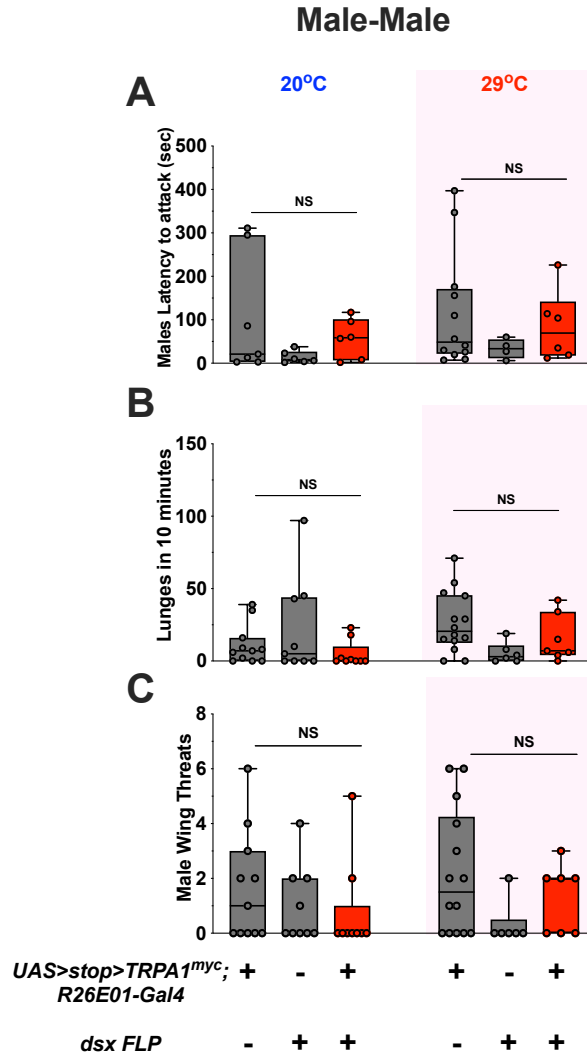 Male-Male
A
20°C
29°C
Males Latency to attack (sec)
500
400
300
200
100
0
NS
NS
B
Lunges in 10 minutes
150
100
50
0
NS
NS
C
Male Wing Threats
8
6
4
2
0
NS
NS
UAS>stop>TRPA1myc; + - + + - +
R26E01-Gal4
dsx FLP - + + - + +